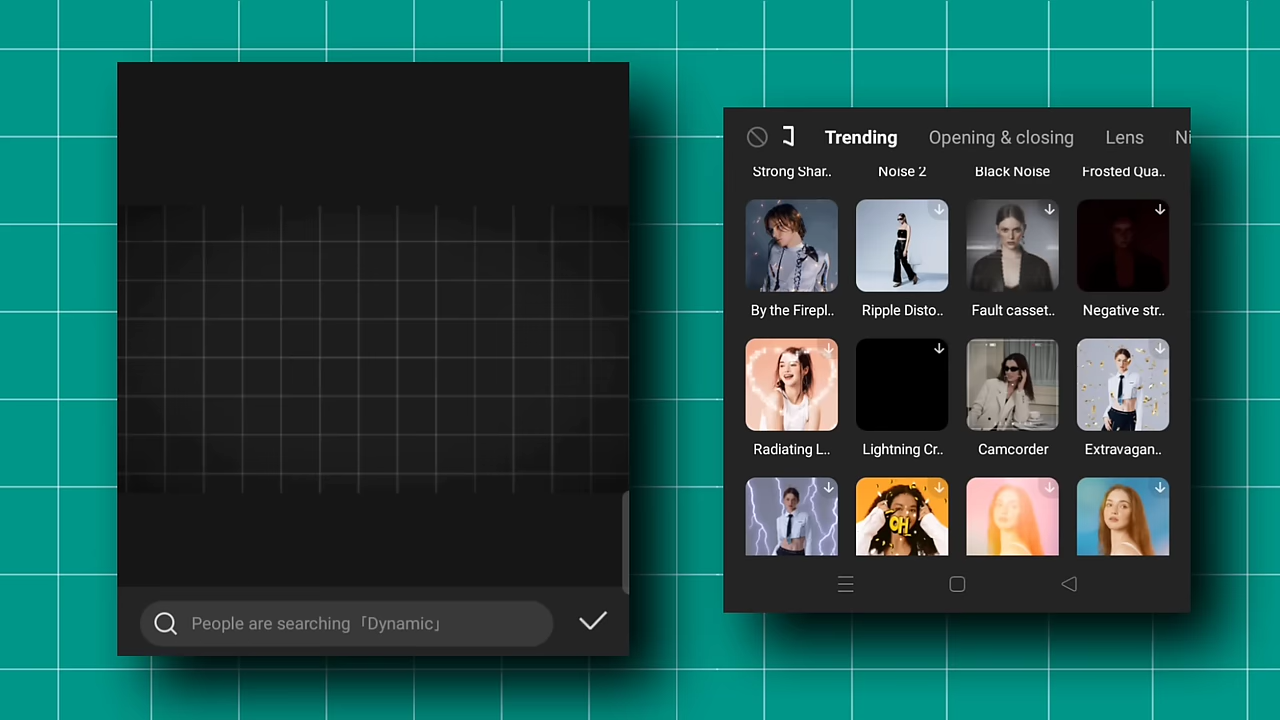 People are searching「Dynamic」
Trending Opening & closing Lens Ni
Strong Shar.. Noise 2 Black Noise Frosted Qua..
By the Firepl.. Ripple Disto.. Fault casset.. Negative str..
Radiating L.. Lightning Cr.. Camcorder Extravagan..
OH